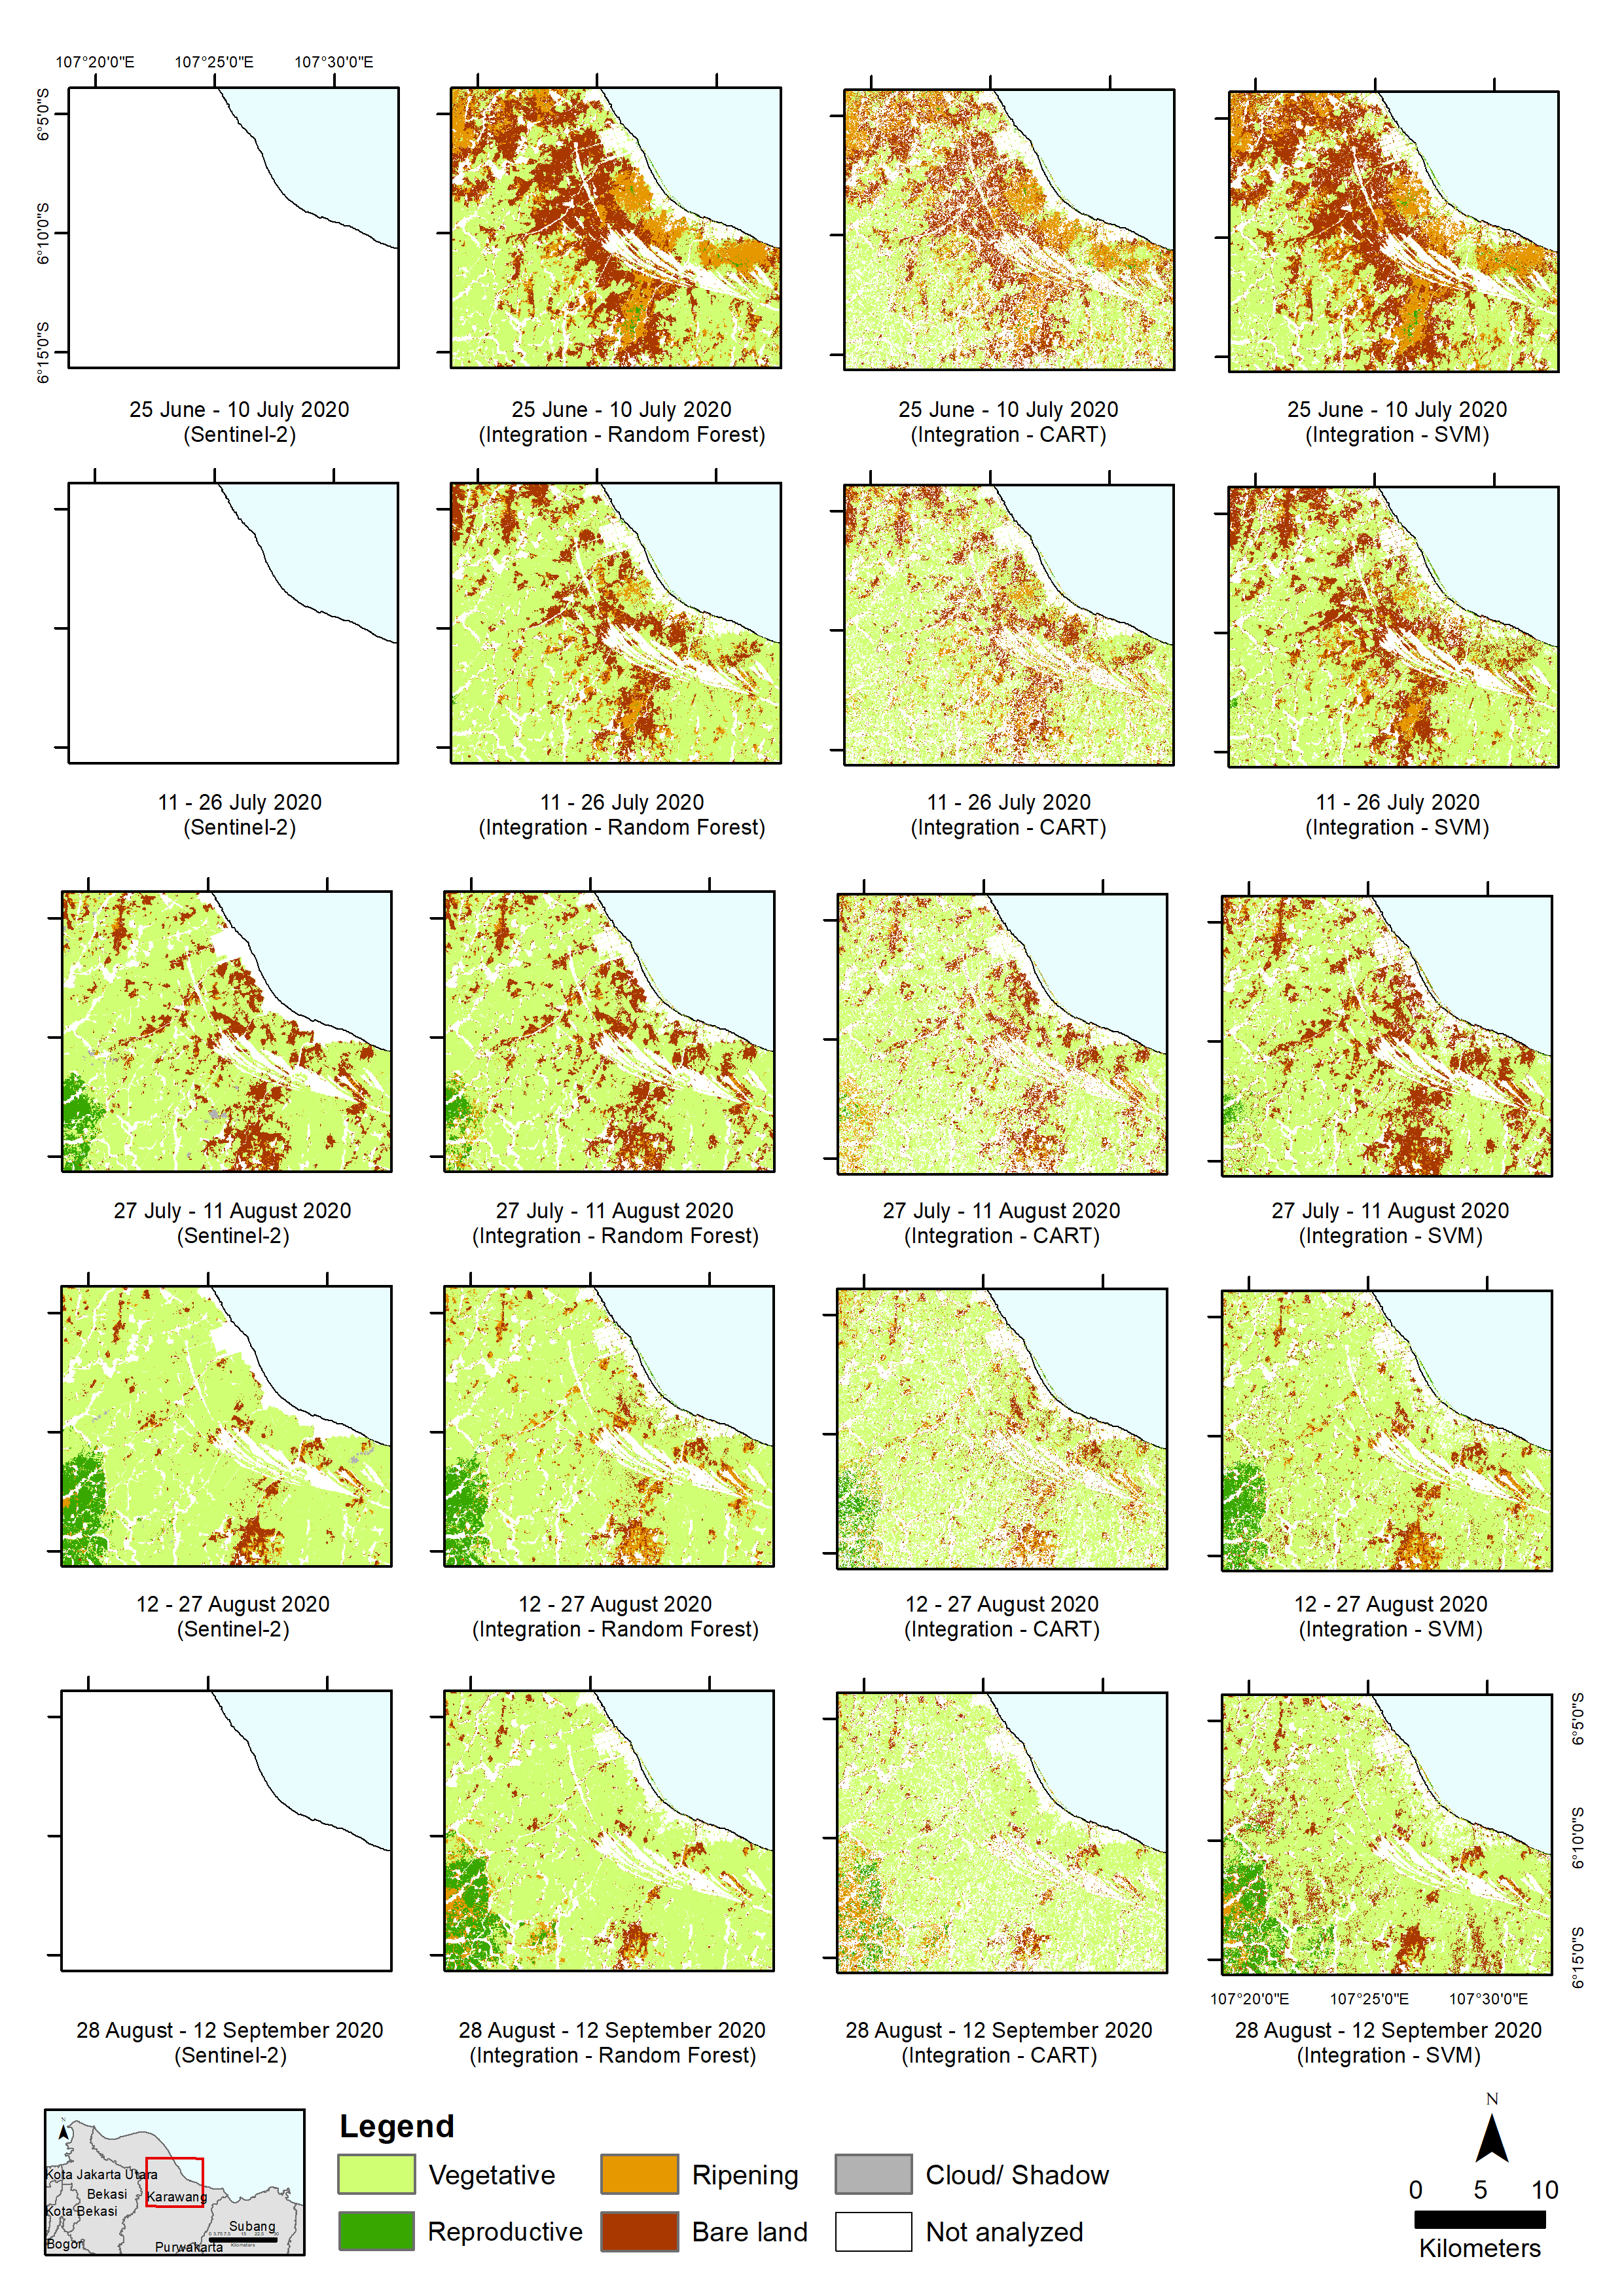 107°20'0"E 107°25'0"E 107°30'0"E
6°5'0"S
6°10'0"S
6°15'0"S
25 June - 10 July 2020
(Sentinel-2)
25 June - 10 July 2020
(Integration - Random Forest)
25 June - 10 July 2020
(Integration - CART)
25 June - 10 July 2020
(Integration - SVM)
11 - 26 July 2020
(Sentinel-2)
11 - 26 July 2020
(Integration - Random Forest)
11 - 26 July 2020
(Integration - CART)
11 - 26 July 2020
(Integration - SVM)
27 July - 11 August 2020
(Sentinel-2)
27 July - 11 August 2020
(Integration - Random Forest)
27 July - 11 August 2020
(Integration - CART)
27 July - 11 August 2020
(Integration - SVM)
12 - 27 August 2020
(Sentinel-2)
12 - 27 August 2020
(Integration - Random Forest)
12 - 27 August 2020
(Integration - CART)
12 - 27 August 2020
(Integration - SVM)
6°5'0"S
6°10'0"S
6°15'0"S
107°20'0"E 107°25'0"E 107°30'0"E
28 August - 12 September 2020
(Sentinel-2)
28 August - 12 September 2020
(Integration - Random Forest)
28 August - 12 September 2020
(Integration - CART)
28 August - 12 September 2020
(Integration - SVM)
N
Kota Jakarta Utara
Bekasi
Karawang
Kota Bekasi
Subang
Bogor
Purwakarta
Kilometers
Legend
Vegetative
Ripening
Cloud/ Shadow
Reproductive
Bare land
Not analyzed
N
0 5 10
Kilometers